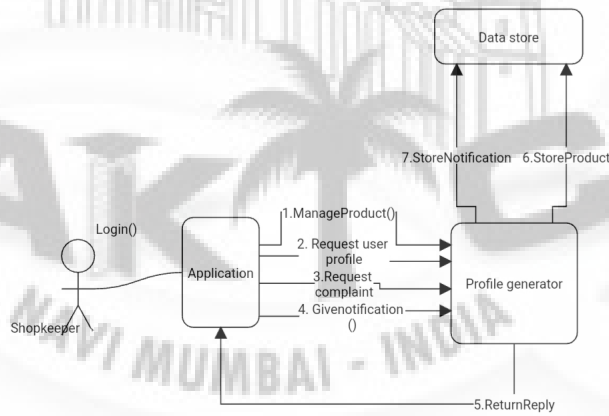 Data store
7.StoreNotification 6.StoreProduct
1.ManageProduct()
Login()
2. Request user
profile
Application
3.Request
complaint
Profile generator
4. Givenotification
()
Shopkeeper
5.ReturnReply
NAVI MUMBAI - INDIA